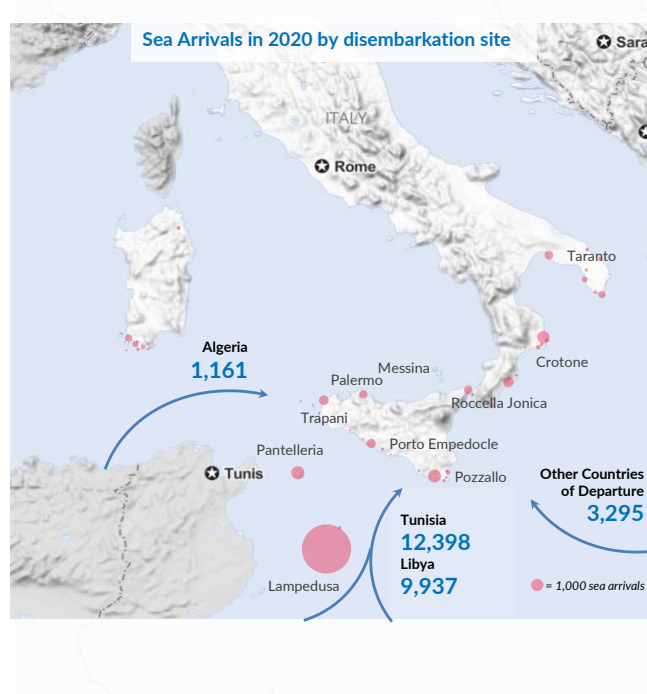 Sea Arrivals in 2020 by disembarkation site
Sara
ITALY
Rome
Taranto
Algeria
1,161
Messina
Crotone
Palermo
Roccella Jonica
Trapani
Porto Empedocle
Pantelleria
Tunis
Pozzallo
Other Countries
of Departure
3,295
Tunisia
12,398
Libya
9,937
Lampedusa
= 1,000 sea arrivals